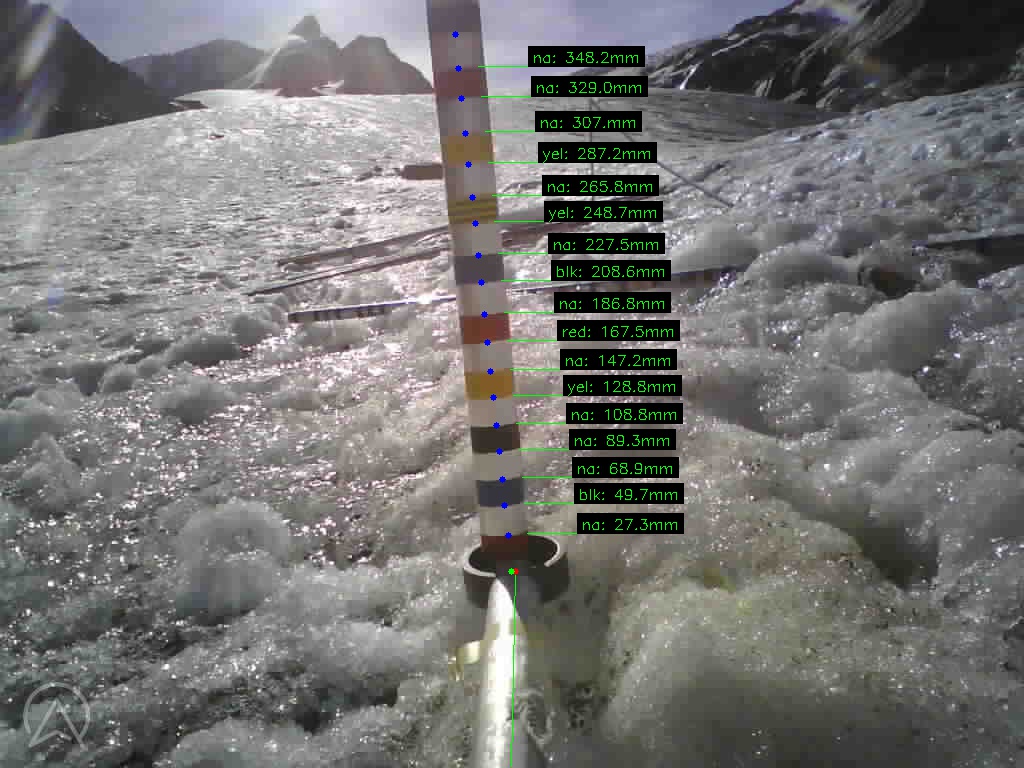 na: 348.2mm
na: 329.0mm
na: 307.mm
yel: 287.2mm
na: 265.8mm
yel: 248.7mm
na: 227.5mm
blk: 208.6mm
na: 186.8mm
red: 167.5mm
na: 147.2mm
yel: 128.8mm
na: 108.8mm
na: 89.3mm
na: 68.9mm
blk: 49.7mm
na: 27.3mm